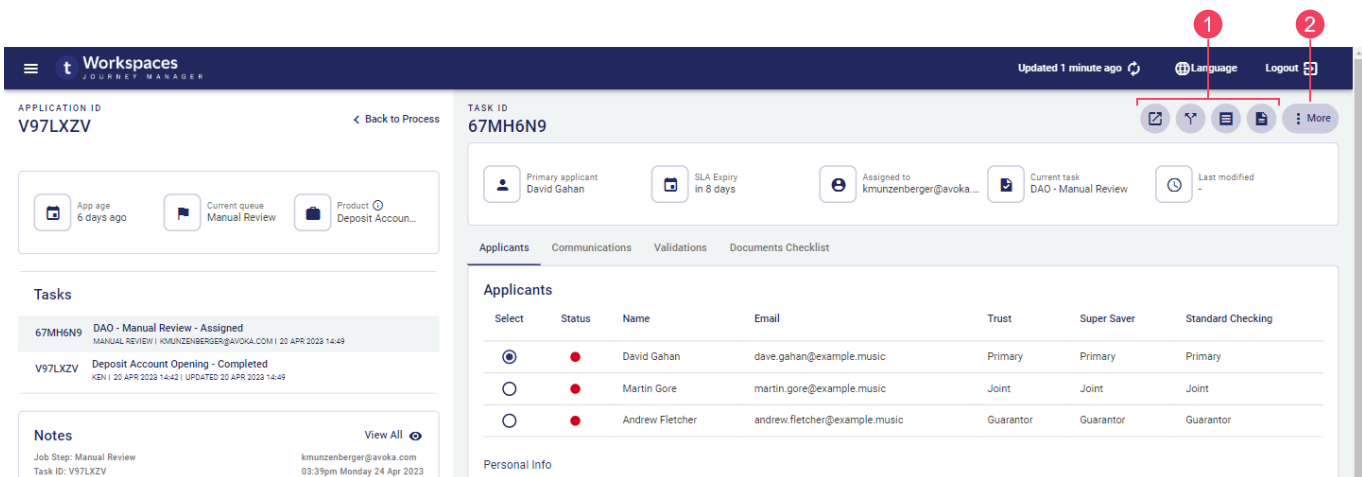 1 2
t Workspaces
JOURNEY MANAGER
Updated 1 minute ago Language Logout
APPLICATION ID
V97LXZV
Back to Process
App age
6 days ago
Current queue
Manual Review
Product
Deposit Accoun...
Tasks
67MH6N9 DAO - Manual Review - Assigned
MANUAL REVIEW | KMUNZENBERGER@AVOKA.COM | 20 APR 2023 14:49
V97LXZV Deposit Account Opening - Completed
KEN | 20 APR 2023 14:42 | UPDATED 20 APR 2023 14:49
Notes View All
Job Step: Manual Review kmunzenberger@avoka.com
Task ID: V97LXZV 03:39pm Monday 24 Apr 2023
TASK ID
67MH6N9
More
Primary applicant
David Gahan
SLA Expiry
in 8 days
Assigned to
kmunzenberger@avoka...
Current task
DAO - Manual Review
Last modified
-
Applicants Communications Validations Documents Checklist
Applicants
Select Status Name Email Trust Super Saver Standard Checking
David Gahan dave.gahan@example.music Primary Primary Primary
Martin Gore martin.gore@example.music Joint Joint Joint
Andrew Fletcher andrew.fletcher@example.music Guarantor Guarantor Guarantor
Personal Info